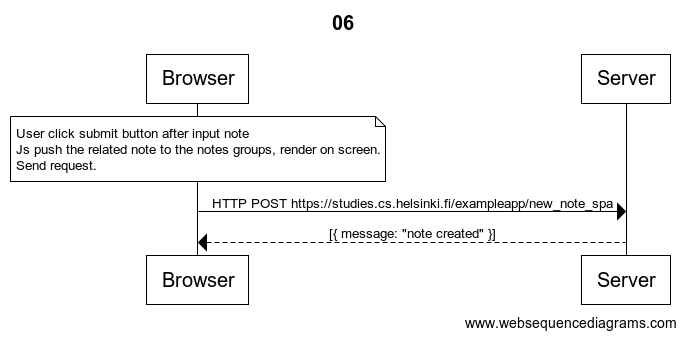 06
Browser
Server
User click submit button after input note
Js push the related note to the notes groups, render on screen.
Send request.
HTTP POST https://studies.cs.helsinki.fi/exampleapp/new_note_spa
[{ message: "note created" }]
Browser
Server
www.websequencediagrams.com